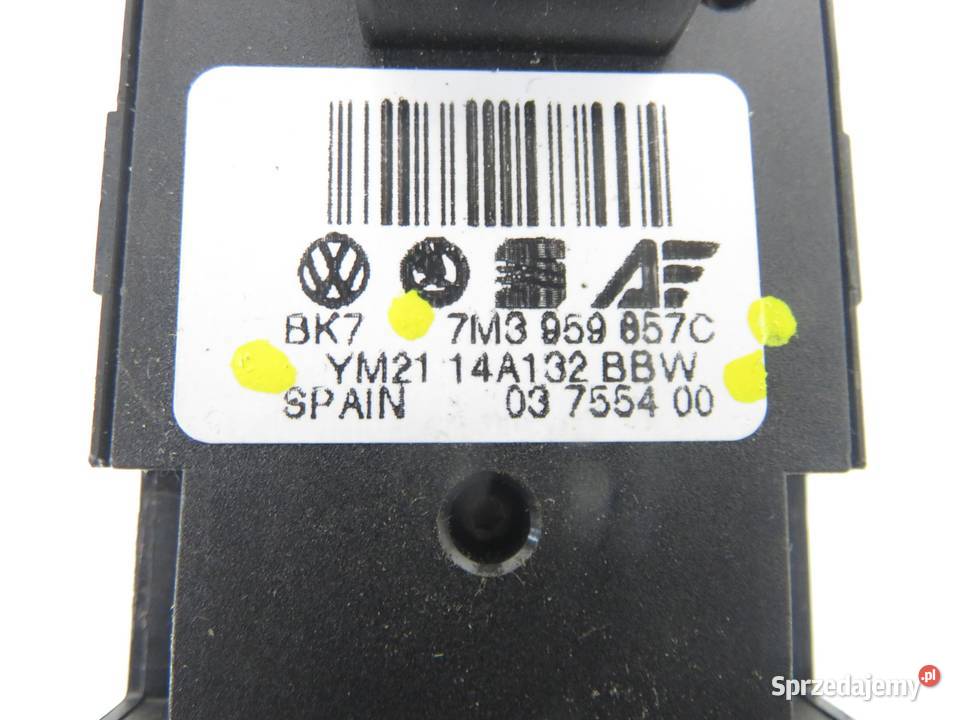 BK7 7M3 959 857C
YM21 14A132 BBW
SPAIN 03 7554 00
Sprzedajemy.pl